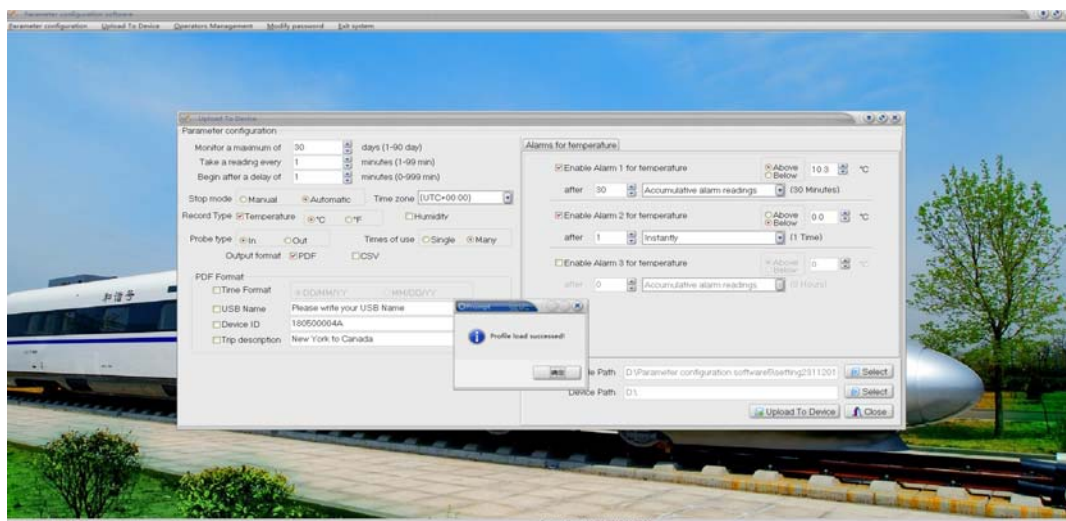 Parameter configuration software
Parameter configuration Upload To Device Operators Management Modify password Exit system
和信号
Upload To Device
Parameter configuration
Monitor a maximum of 30 days (1-90 day)
Take a reading every 1 minutes (1-99 min)
Begin after a delay of 1 minutes (0-999 min)
Stop mode Manual Automatic Time zone (UTC+00:00)
Record Type Temperature °C °F Humidity
Probe type In Out Times of use Single Many
Output format PDF CSV
PDF Format
Time Format DD/MM/YY MM/DD/YY
USB Name Please write your USB Name
Device ID 180500004A
Trip description New York to Canada
Alarms for temperature
Enable Alarm 1 for temperature Above Below 10.3 °C
after 30 Accumulative alarm readings (30 Minutes)
Enable Alarm 2 for temperature Above Below 0.0 °C
after 1 Instantly (1 Time)
Enable Alarm 3 for temperature Above Below 0 °C
after 0 Accumulative alarm readings (0 Hours)
Prompt
Profile load successed!
Path D:\Parameter configuration software5\setting2911201 Select
Device Path D:\ Select
Upload To Device Close